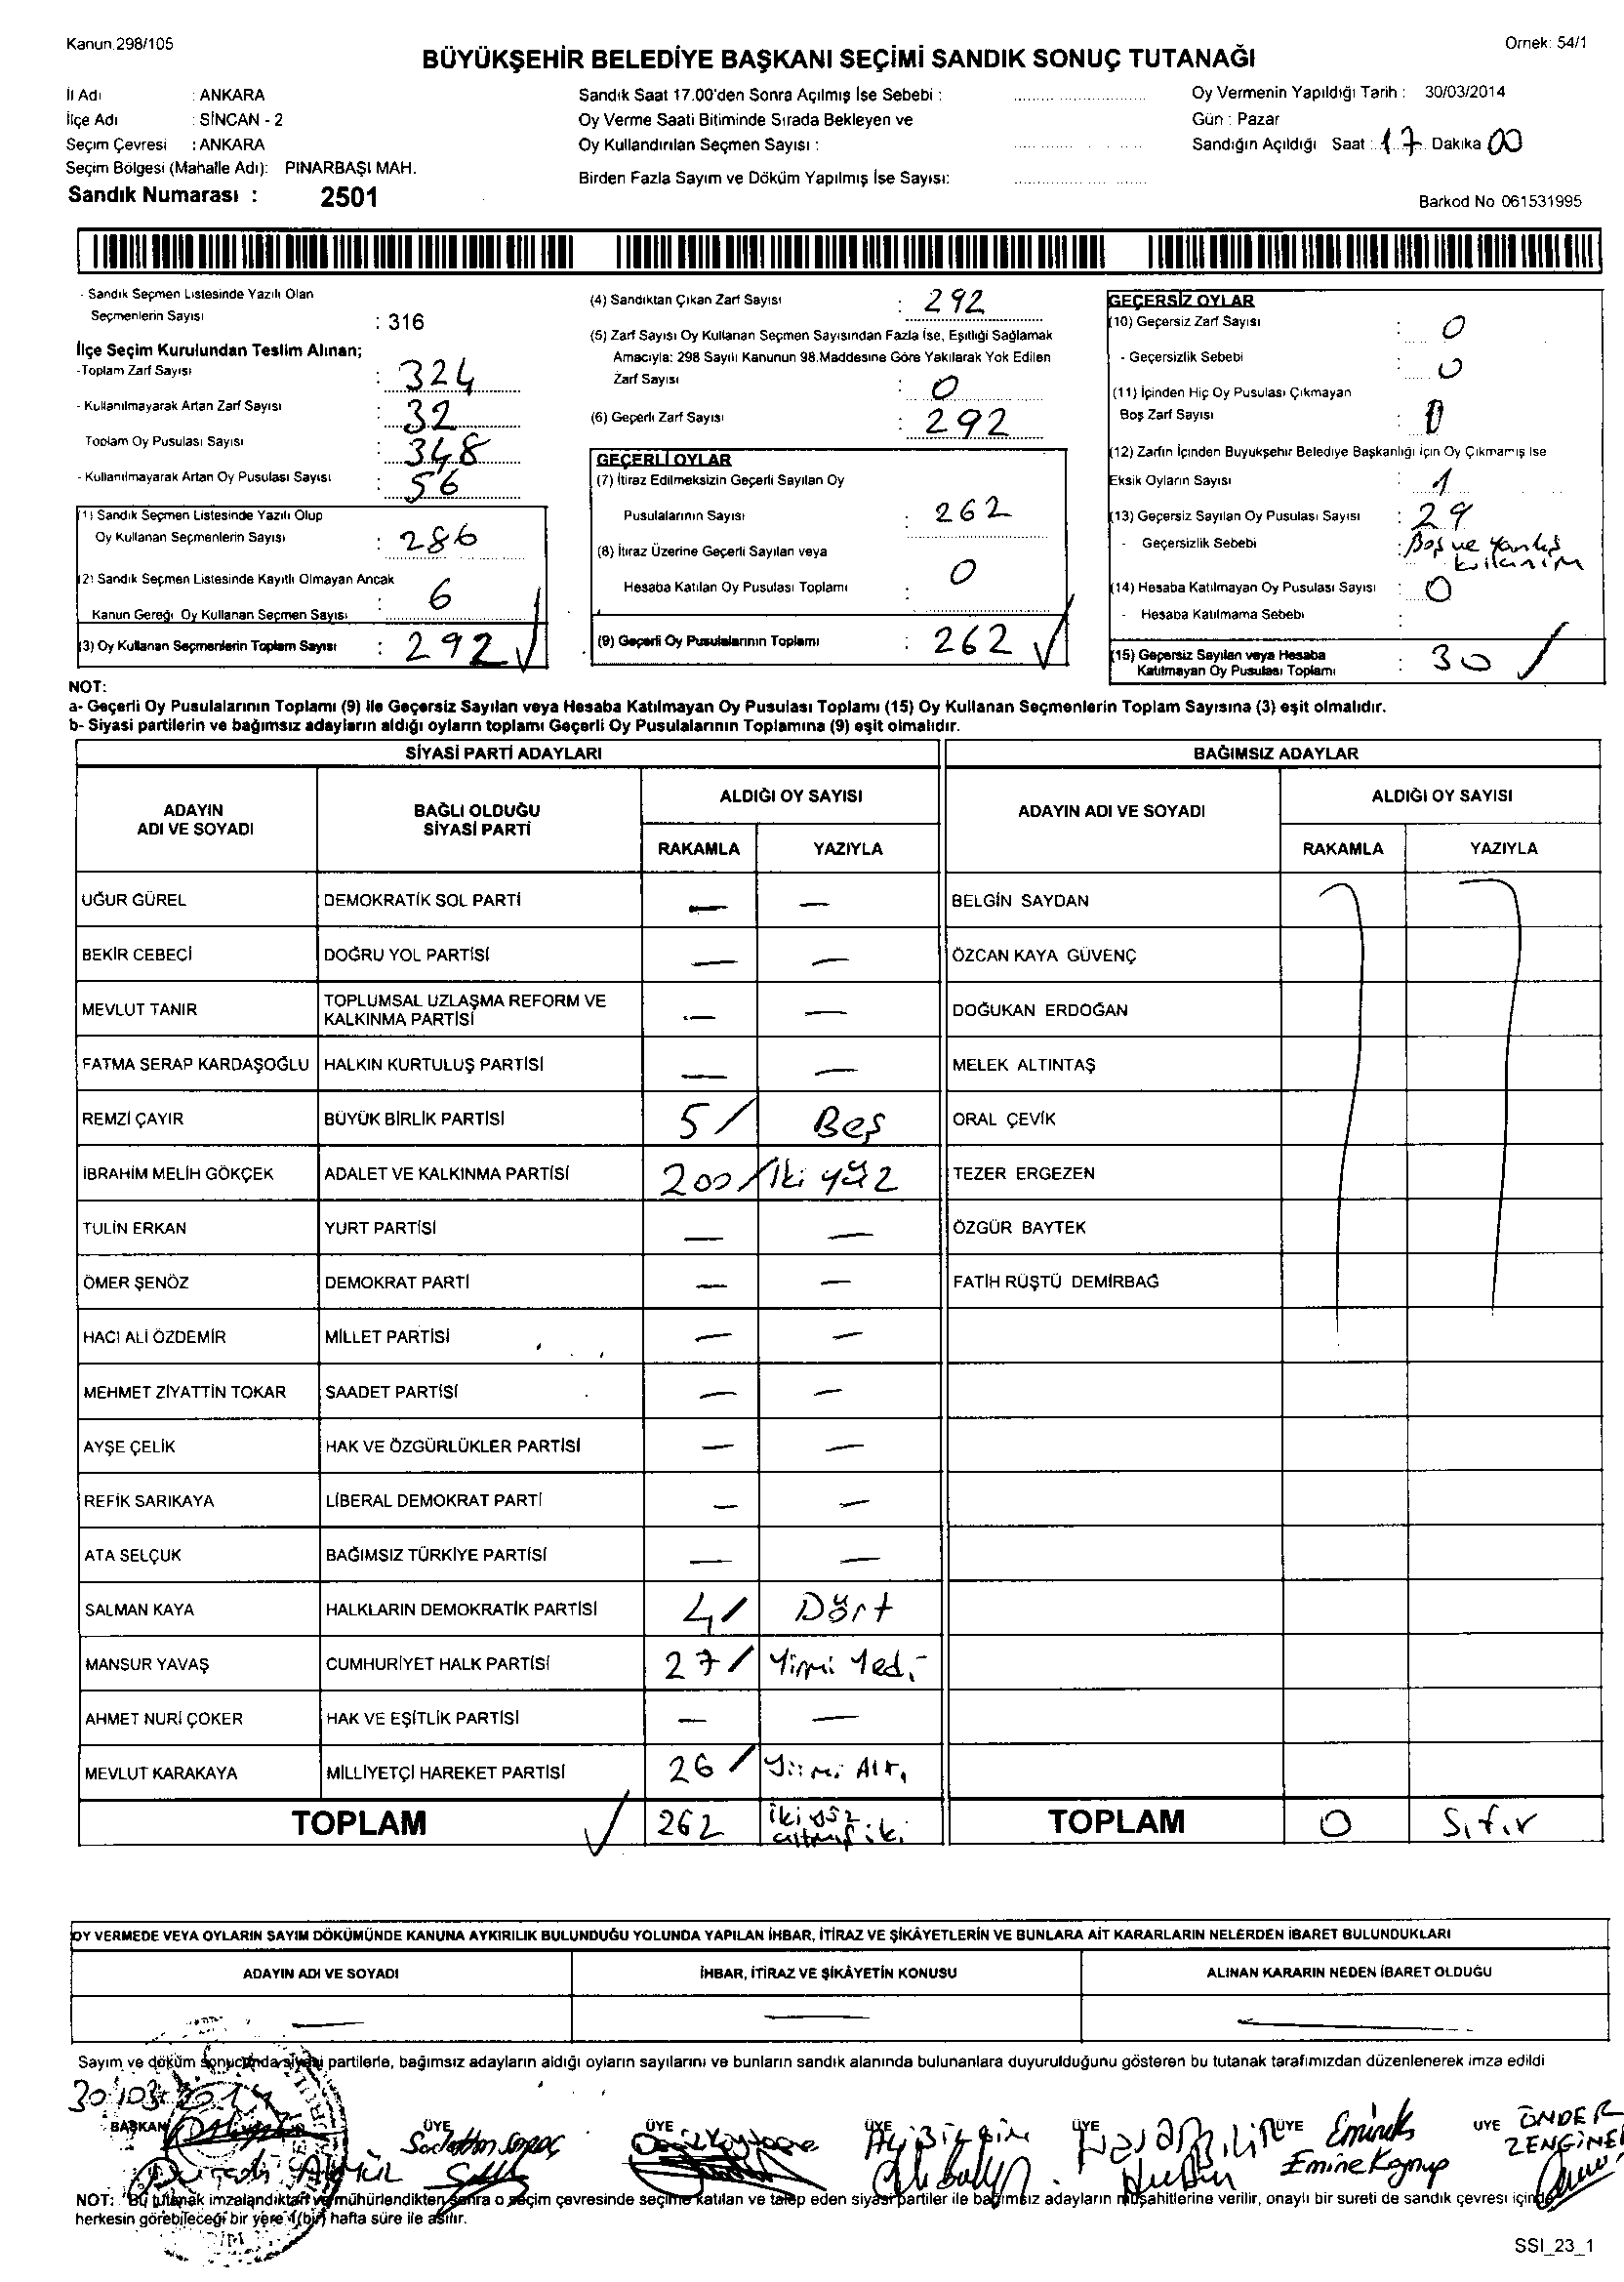 Kanun.298/105
Ornek: 54/1
BÜYÜKŞEHİR BELEDİYE BAŞKANI SEÇİMİ SANDIK SONUÇ TUTANAĞI
İl Adı : ANKARA
İlçe Adı : SİNCAN - 2
Seçim Çevresi : ANKARA
Seçim Bölgesi (Mahalle Adı): PINARBAŞI MAH.
Sandık Numarası : 2501
Sandık Saat 17.00'den Sonra Açılmış İse Sebebi :
Oy Verme Saati Bitiminde Sırada Bekleyen ve
Oy Kullandırılan Seçmen Sayısı :
Birden Fazla Sayım ve Döküm Yapılmış İse Sayısı:
Oy Vermenin Yapıldığı Tarih : 30/03/2014
Gün : Pazar
Sandığın Açıldığı Saat : 17 Dakika 00
Barkod No 061531995
- Sandık Seçmen Listesinde Yazılı Olan
Seçmenlerin Sayısı : 316
İlçe Seçim Kurulundan Teslim Alınan;
-Toplam Zarf Sayısı : 324
- Kullanılmayarak Artan Zarf Sayısı : 32
Toplam Oy Pusulası Sayısı : 348
- Kullanılmayarak Artan Oy Pusulası Sayısı : 56
(1) Sandık Seçmen Listesinde Yazılı Olup
Oy Kullanan Seçmenlerin Sayısı : 286
(2) Sandık Seçmen Listesinde Kayıtlı Olmayan Ancak
Kanun Gereği Oy Kullanan Seçmen Sayısı : 6
(3) Oy Kullanan Seçmenlerin Toplam Sayısı : 292
(4) Sandıktan Çıkan Zarf Sayısı : 292
(5) Zarf Sayısı Oy Kullanan Seçmen Sayısından Fazla İse, Eşitliği Sağlamak
Amacıyla: 298 Sayılı Kanunun 98.Maddesine Göre Yakılarak Yok Edilen
Zarf Sayısı : 0
(6) Geçerli Zarf Sayısı : 292
GEÇERLİ OYLAR
(7) İtiraz Edilmeksizin Geçerli Sayılan Oy
Pusulalarının Sayısı : 262
(8) İtiraz Üzerine Geçerli Sayılan veya
Hesaba Katılan Oy Pusulası Toplamı : 0
(9) Geçerli Oy Pusulalarının Toplamı : 262
GEÇERSİZ OYLAR
(10) Geçersiz Zarf Sayısı : 0
- Geçersizlik Sebebi : 0
(11) İçinden Hiç Oy Pusulası Çıkmayan
Boş Zarf Sayısı : 0
(12) Zarfın İçinden Buyukşehır Belediye Başkanlığı için Oy Çıkmamış Ise
Eksik Oyların Sayısı : 1
(13) Geçersiz Sayılan Oy Pusulası Sayısı : 29
- Geçersizlik Sebebi : Boş ve Yanlış
(14) Hesaba Katılmayan Oy Pusulası Sayısı : 0
- Hesaba Katılmama Sebebi :
(15) Geçersiz Sayılan veya Hesaba
Katılmayan Oy Pusulası Toplamı : 30
NOT:
a- Geçerli Oy Pusulalarının Toplamı (9) ile Geçersiz Sayılan veya Hesaba Katılmayan Oy Pusulası Toplamı (15) Oy Kullanan Seçmenlerin Toplam Sayısına (3) eşit olmalıdır.
b- Siyasi partilerin ve bağımsız adayların aldığı oyların toplamı Geçerli Oy Pusulalarının Toplamına (9) eşit olmalıdır.
SİYASİ PARTİ ADAYLARI
ADAYIN
ADI VE SOYADI
BAĞLI OLDUĞU
SİYASİ PARTİ
ALDIĞI OY SAYISI
RAKAMLA YAZIYLA
UĞUR GÜREL DEMOKRATİK SOL PARTİ — —
BEKİR CEBECİ DOĞRU YOL PARTİSİ — —
MEVLUT TANIR TOPLUMSAL UZLAŞMA REFORM VE
KALKINMA PARTİSİ — —
FATMA SERAP KARDAŞOĞLU HALKIN KURTULUŞ PARTİSİ — —
REMZİ ÇAYIR BÜYÜK BİRLİK PARTİSİ 5 / Beş
İBRAHİM MELİH GÖKÇEK ADALET VE KALKINMA PARTİSİ 200 / İki yüz
TULİN ERKAN YURT PARTİSİ — —
ÖMER ŞENÖZ DEMOKRAT PARTİ — —
HACI ALİ ÖZDEMİR MİLLET PARTİSİ — —
MEHMET ZİYATTİN TOKAR SAADET PARTİSİ — —
AYŞE ÇELİK HAK VE ÖZGÜRLÜKLER PARTİSİ — —
REFİK SARIKAYA LİBERAL DEMOKRAT PARTİ — —
ATA SELÇUK BAĞIMSIZ TÜRKİYE PARTİSİ — —
SALMAN KAYA HALKLARIN DEMOKRATİK PARTİSİ 4 / Dört
MANSUR YAVAŞ CUMHURİYET HALK PARTİSİ 27 / Yirmi Yedi
AHMET NURİ ÇOKER HAK VE EŞİTLİK PARTİSİ — —
MEVLUT KARAKAYA MİLLİYETÇİ HAREKET PARTİSİ 26 / Yirmi Altı
TOPLAM 262 iki yüz
altmış iki
BAĞIMSIZ ADAYLAR
ADAYIN ADI VE SOYADI
ALDIĞI OY SAYISI
RAKAMLA YAZIYLA
BELGİN SAYDAN
ÖZCAN KAYA GÜVENÇ
DOĞUKAN ERDOĞAN
MELEK ALTINTAŞ
ORAL ÇEVİK
TEZER ERGEZEN
ÖZGÜR BAYTEK
FATİH RÜŞTÜ DEMİRBAĞ
TOPLAM 0 Sıfır
OY VERMEDE VEYA OYLARIN SAYIM DÖKÜMÜNDE KANUNA AYKIRILIK BULUNDUĞU YOLUNDA YAPILAN İHBAR, İTİRAZ VE ŞİKÂYETLERİN VE BUNLARA AİT KARARLARIN NELERDEN İBARET BULUNDUKLARI
ADAYIN ADI VE SOYADI İHBAR, İTİRAZ VE ŞİKÂYETİN KONUSU ALINAN KARARIN NEDEN İBARET OLDUĞU
— — —
Sayım ve döküm sonucunda siyasi partilerle, bağımsız adayların aldığı oyların sayılarını ve bunların sandık alanında bulunanlara duyurulduğunu gösteren bu tutanak tarafımızdan düzenlenerek imza edildi
30/03/2014
BAŞKAN ÜYE ÜYE ÜYE ÜYE ÜYE Emine Kaynup UYE ÖNDER
ZENGİNEL
NOT: Bu tutanak imzalandıktan ve mühürlendikten sonra o seçim çevresinde seçime katılan ve talep eden siyasi partiler ile bağımsız adayların müşahitlerine verilir, onaylı bir sureti de sandık çevresi içinde
herkesin görebileceği bir yere 1(bir) hafta süre ile asılır.
SSI_23_1